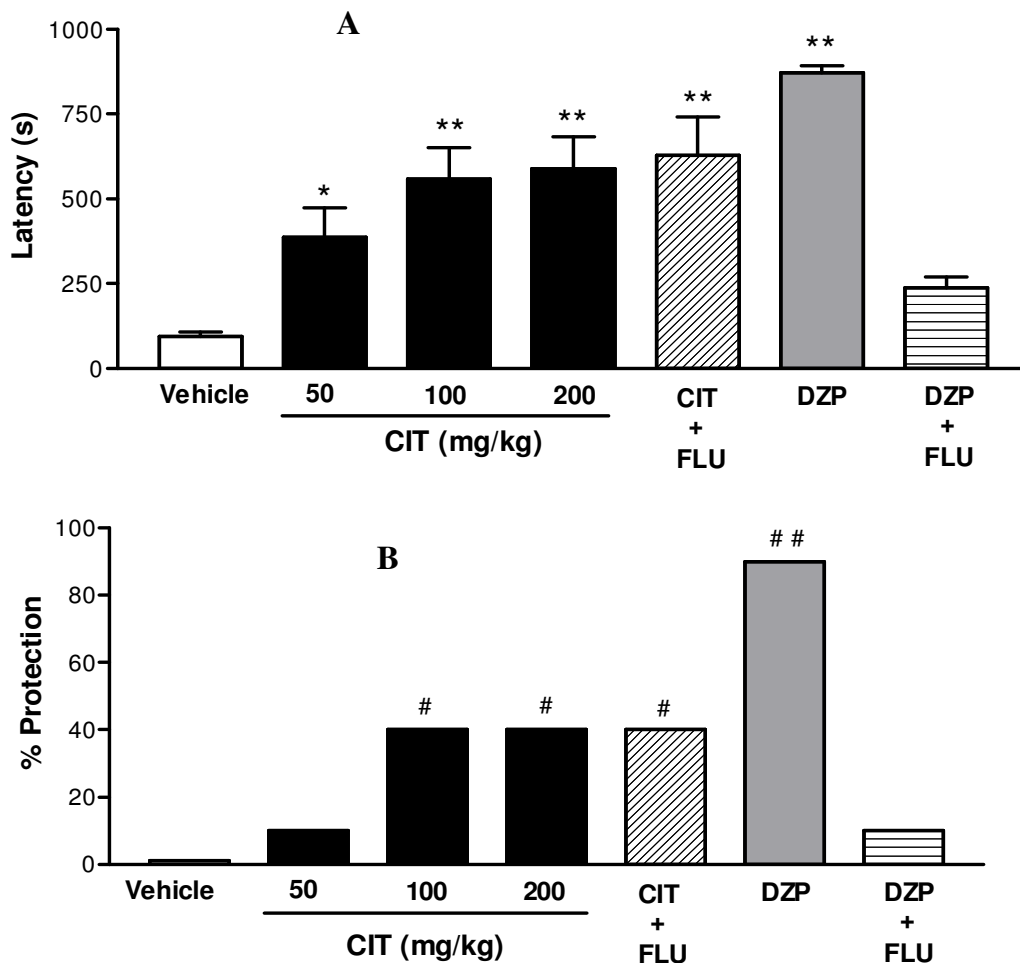 A
Latency (s)
1000
750
500
250
0
*
**
**
**
**
Vehicle
50
100
200
CIT (mg/kg)
CIT
+
FLU
DZP
DZP
+
FLU
B
% Protection
100
80
60
40
20
0
#
#
#
# #
Vehicle
50
100
200
CIT (mg/kg)
CIT
+
FLU
DZP
DZP
+
FLU